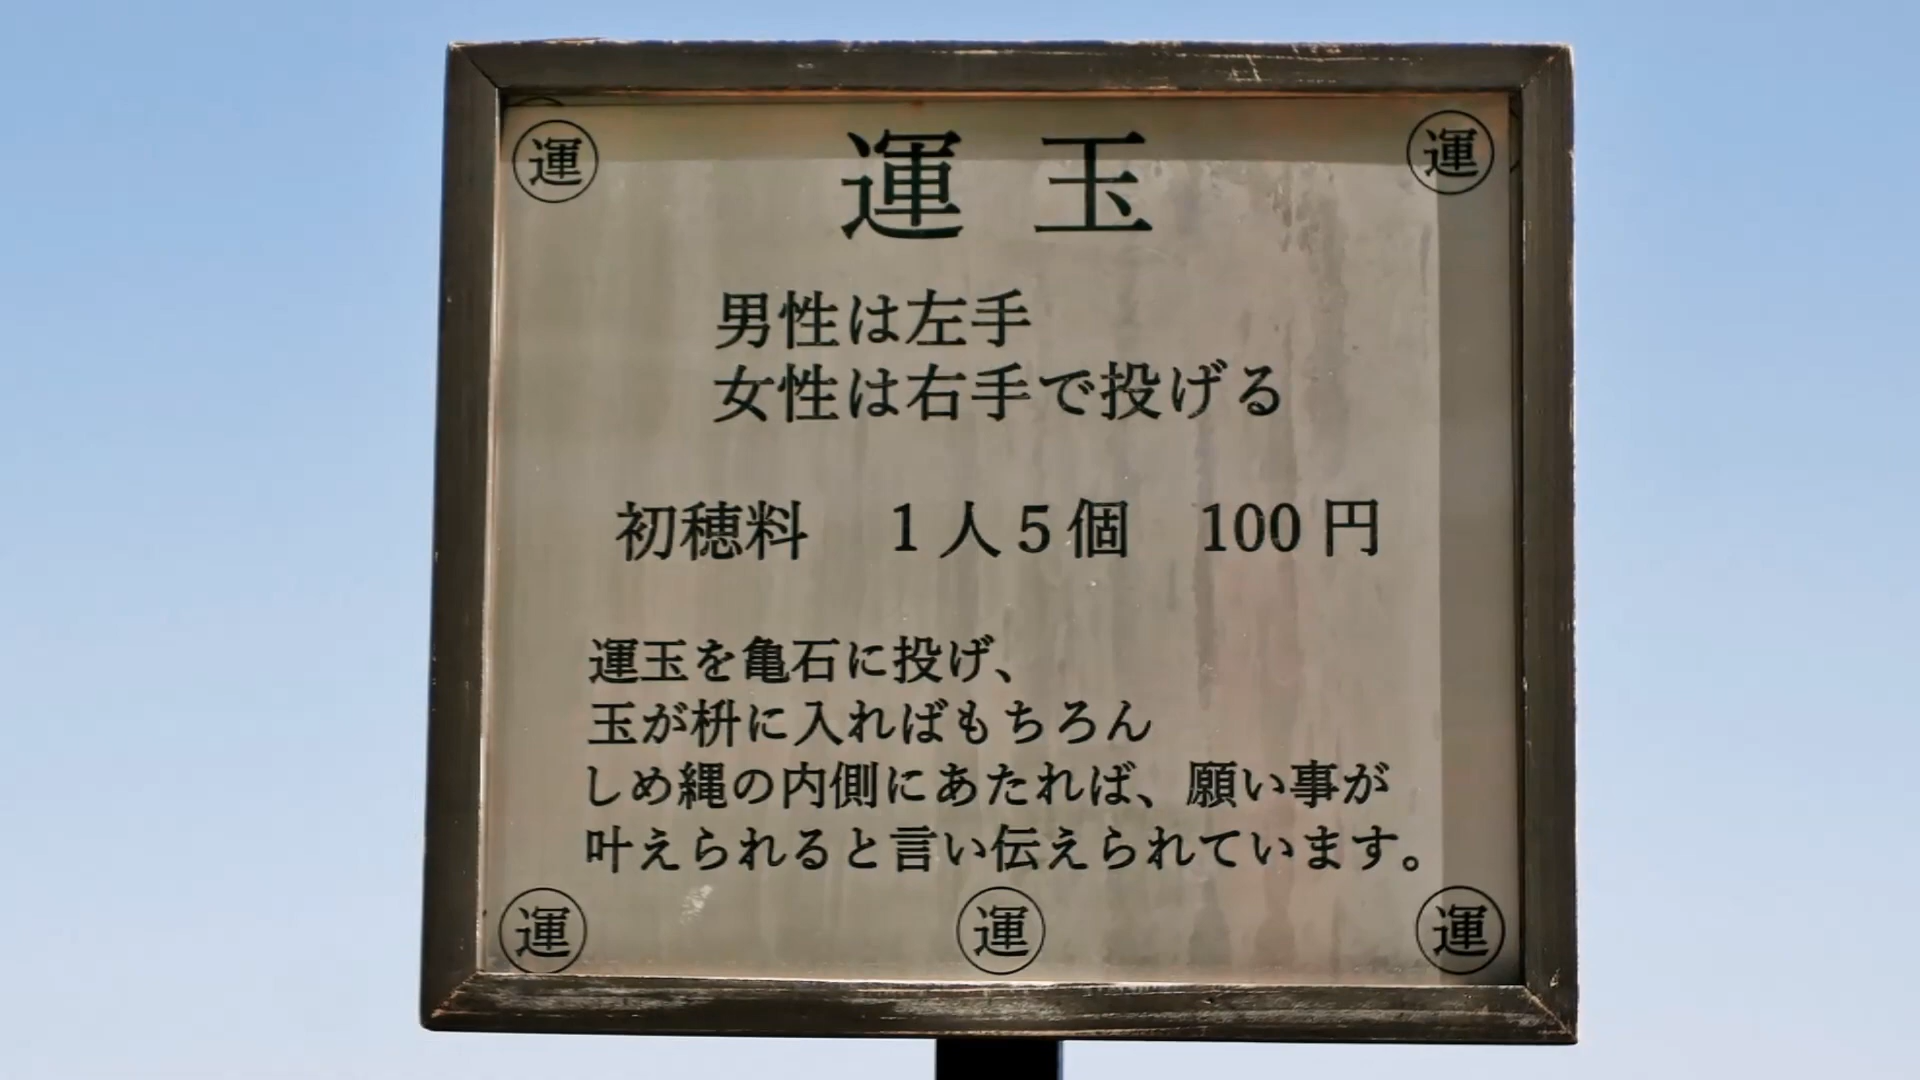 運 運
運玉
男性は左手
女性は右手で投げる
初穂料　1人5個　100円
運玉を亀石に投げ、
玉が枡に入ればもちろん
しめ縄の内側にあたれば、願い事が
叶えられると言い伝えられています。
運 運 運